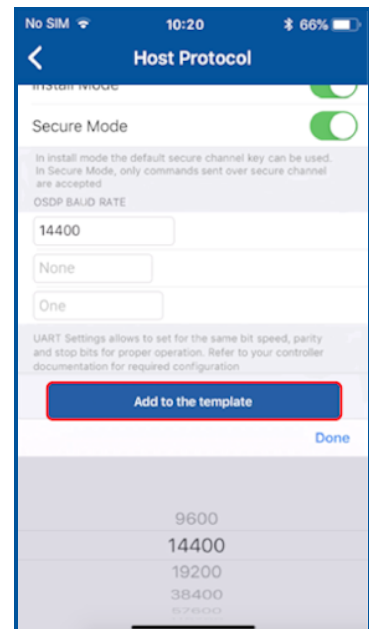 No SIM 10:20 66%
Host Protocol
Install Mode
Secure Mode
In install mode the default secure channel key can be used.
In Secure Mode, only commands sent over secure channel
are accepted
OSDP BAUD RATE
14400
None
One
UART Settings allows to set for the same bit speed, parity
and stop bits for proper operation. Refer to your controller
documentation for required configuration
Add to the template
Done
9600
14400
19200
38400
57600